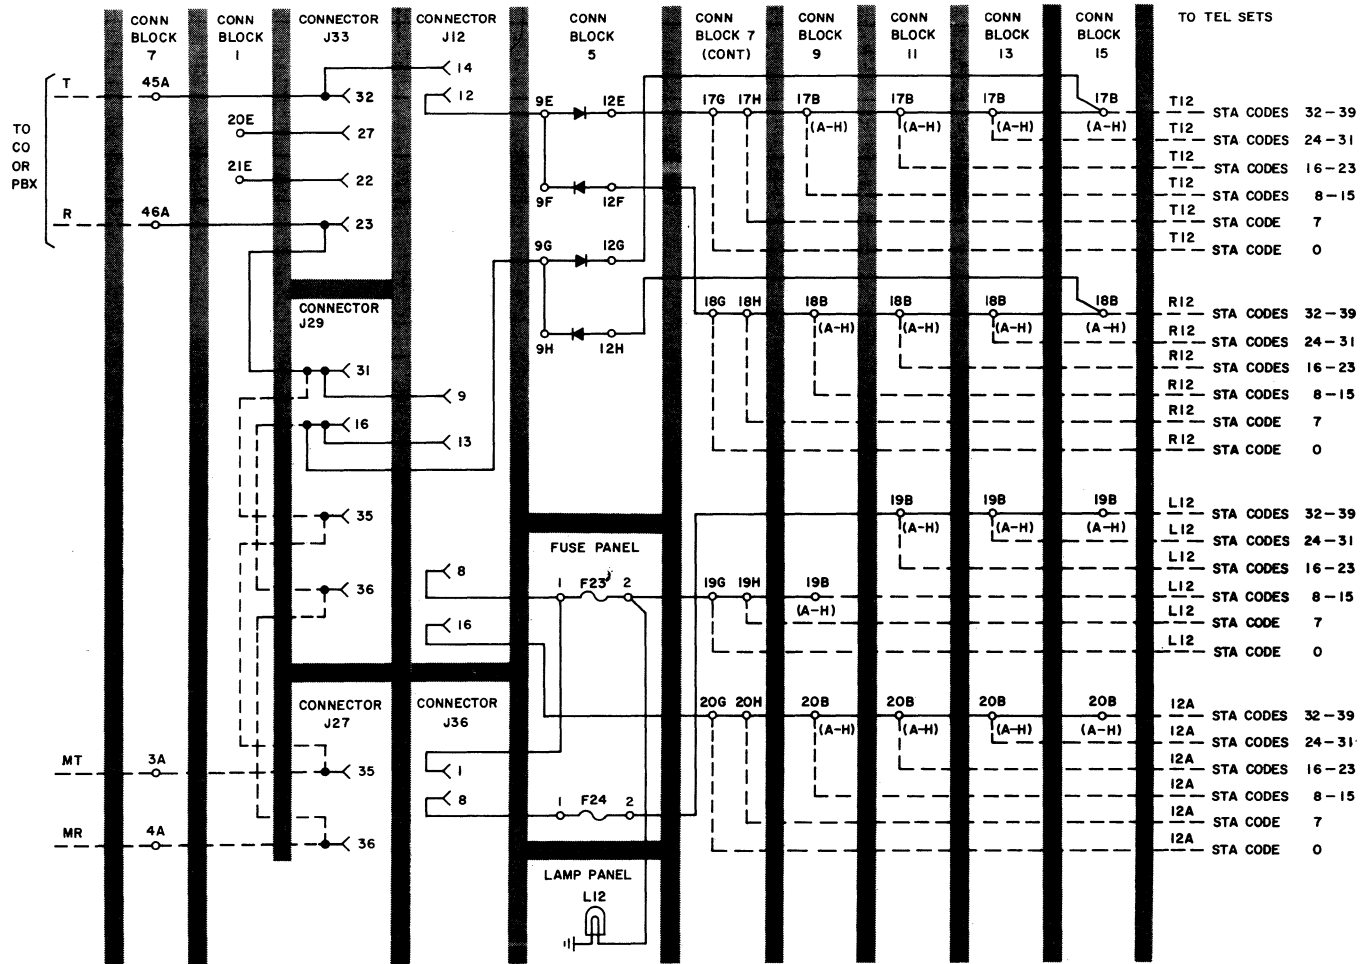 CONN BLOCK 7
CONN BLOCK 1
CONNECTOR J33
CONNECTOR J12
CONN BLOCK 5
CONN BLOCK 7 (CONT)
CONN BLOCK 9
CONN BLOCK 11
CONN BLOCK 13
CONN BLOCK 15
TO TEL SETS
TO CO OR PBX
T 45A 32
14
12
20E 27
21E 22
R 46A 23
CONNECTOR J29
31
9
16
13
35
36
8
16
9E 12E
9F 12F
9G 12G
9H 12H
17G 17H 17B 17B 17B 17B T12 STA CODES 32-39
(A-H) (A-H) (A-H) (A-H)
T12 STA CODES 24-31
T12 STA CODES 16-23
T12 STA CODES 8-15
T12 STA CODE 7
T12 STA CODE 0
18G 18H 18B 18B 18B 18B R12 STA CODES 32-39
(A-H) (A-H) (A-H) (A-H)
R12 STA CODES 24-31
R12 STA CODES 16-23
R12 STA CODES 8-15
R12 STA CODE 7
R12 STA CODE 0
19B 19B 19B L12 STA CODES 32-39
(A-H) (A-H) (A-H)
L12 STA CODES 24-31
L12 STA CODES 16-23
FUSE PANEL
1 F23 2 19G 19H 19B L12 STA CODES 8-15
(A-H)
L12 STA CODE 7
L12 STA CODE 0
CONNECTOR J27
CONNECTOR J36
20G 20H 20B 20B 20B 20B 12A STA CODES 32-39
(A-H) (A-H) (A-H) (A-H)
12A STA CODES 24-31
12A STA CODES 16-23
12A STA CODES 8-15
12A STA CODE 7
12A STA CODE 0
MT 3A 35
1
8
1 F24 2
MR 4A 36
LAMP PANEL
L12